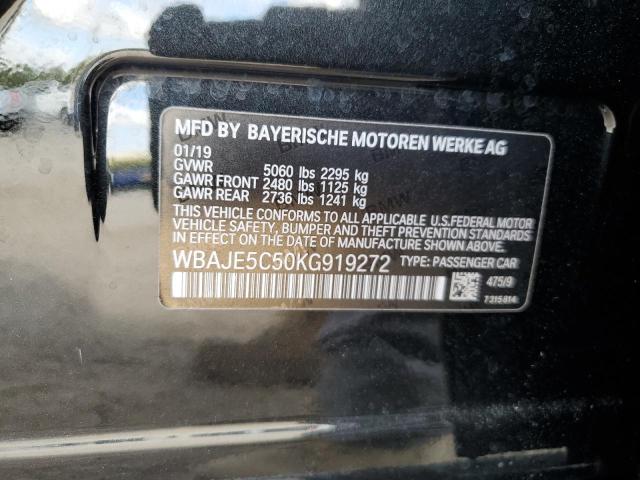 MFD BY BAYERISCHE MOTOREN WERKE AG
01/19
GVWR 5060 lbs 2295 kg
GAWR FRONT 2480 lbs 1125 kg
GAWR REAR 2736 lbs 1241 kg
THIS VEHICLE CONFORMS TO ALL APPLICABLE U.S.FEDERAL MOTOR
VEHICLE SAFETY, BUMPER AND THEFT PREVENTION STANDARDS
IN EFFECT ON THE DATE OF MANUFACTURE SHOWN ABOVE.
WBAJE5C50KG919272 TYPE: PASSENGER CAR
475/9
7315814